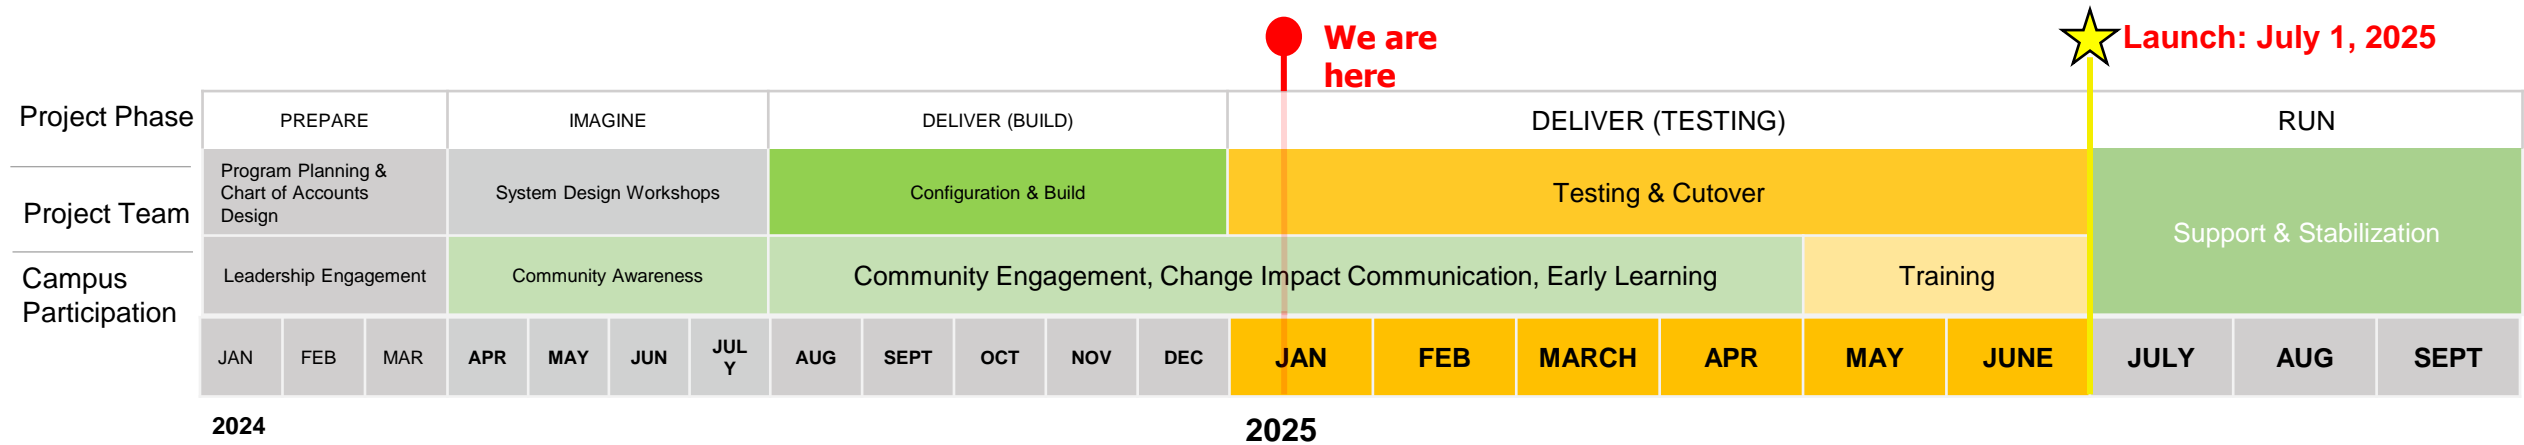 We are
here
Launch: July 1, 2025
Project Phase
PREPARE
IMAGINE
DELIVER (BUILD)
DELIVER (TESTING)
RUN
Project Team
Program Planning &
Chart of Accounts
Design
System Design Workshops
Configuration & Build
Testing & Cutover
Support & Stabilization
Campus
Participation
Leadership Engagement
Community Awareness
Community Engagement, Change Impact Communication, Early Learning
Training
JAN
FEB
MAR
APR
MAY
JUN
JUL
Y
AUG
SEPT
OCT
NOV
DEC
JAN
FEB
MARCH
APR
MAY
JUNE
JULY
AUG
SEPT
2024
2025